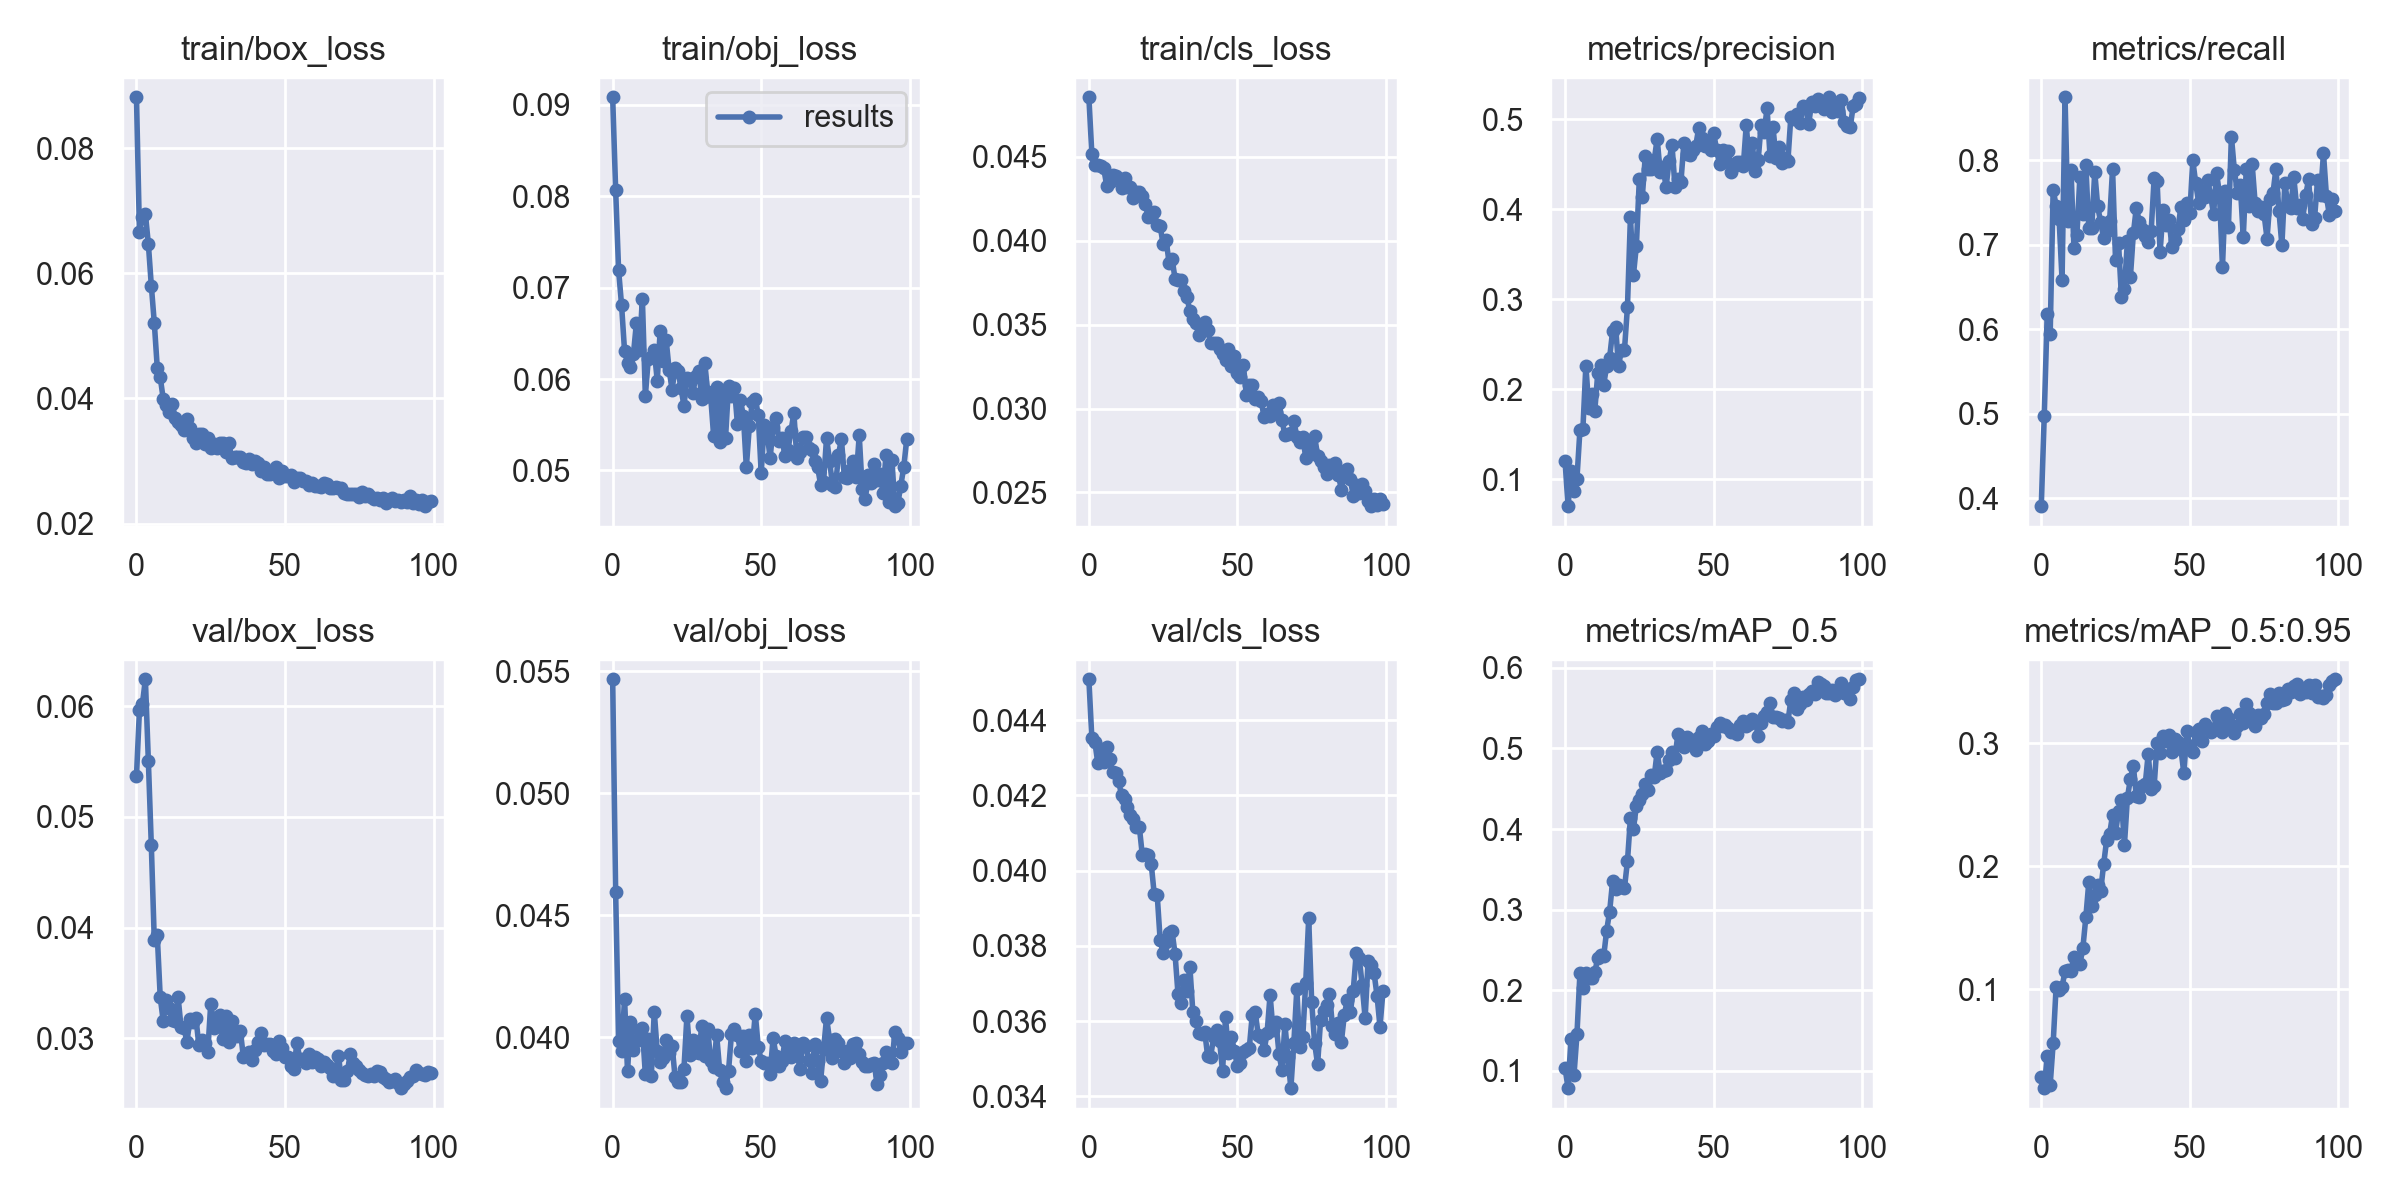 train/box_loss
0.08
0.06
0.04
0.02
0 50 100
train/obj_loss
results
0.09
0.08
0.07
0.06
0.05
0 50 100
train/cls_loss
0.045
0.040
0.035
0.030
0.025
0 50 100
metrics/precision
0.5
0.4
0.3
0.2
0.1
0 50 100
metrics/recall
0.8
0.7
0.6
0.5
0.4
0 50 100
val/box_loss
0.06
0.05
0.04
0.03
0 50 100
val/obj_loss
0.055
0.050
0.045
0.040
0 50 100
val/cls_loss
0.044
0.042
0.040
0.038
0.036
0.034
0 50 100
metrics/mAP_0.5
0.6
0.5
0.4
0.3
0.2
0.1
0 50 100
metrics/mAP_0.5:0.95
0.3
0.2
0.1
0 50 100